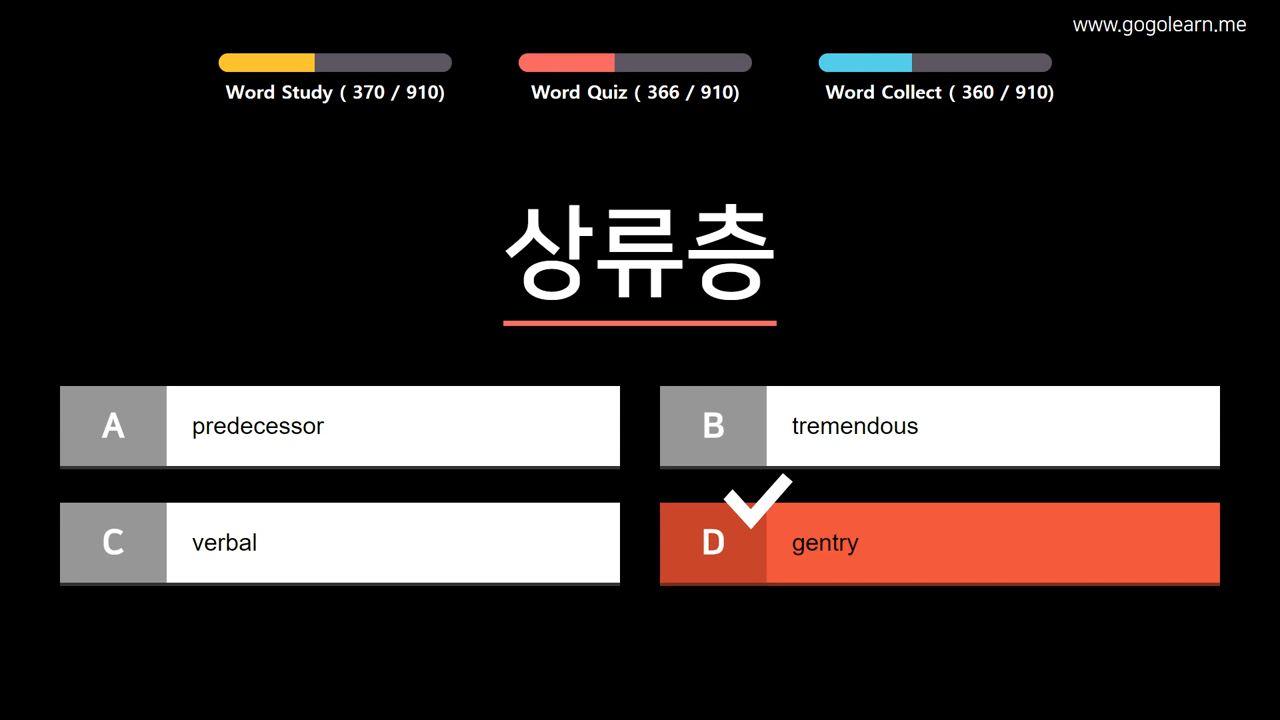 www.gogolearn.me
Word Study ( 370 / 910)
Word Quiz ( 366 / 910)
Word Collect ( 360 / 910)
상류층
A predecessor
B tremendous
C verbal
D gentry